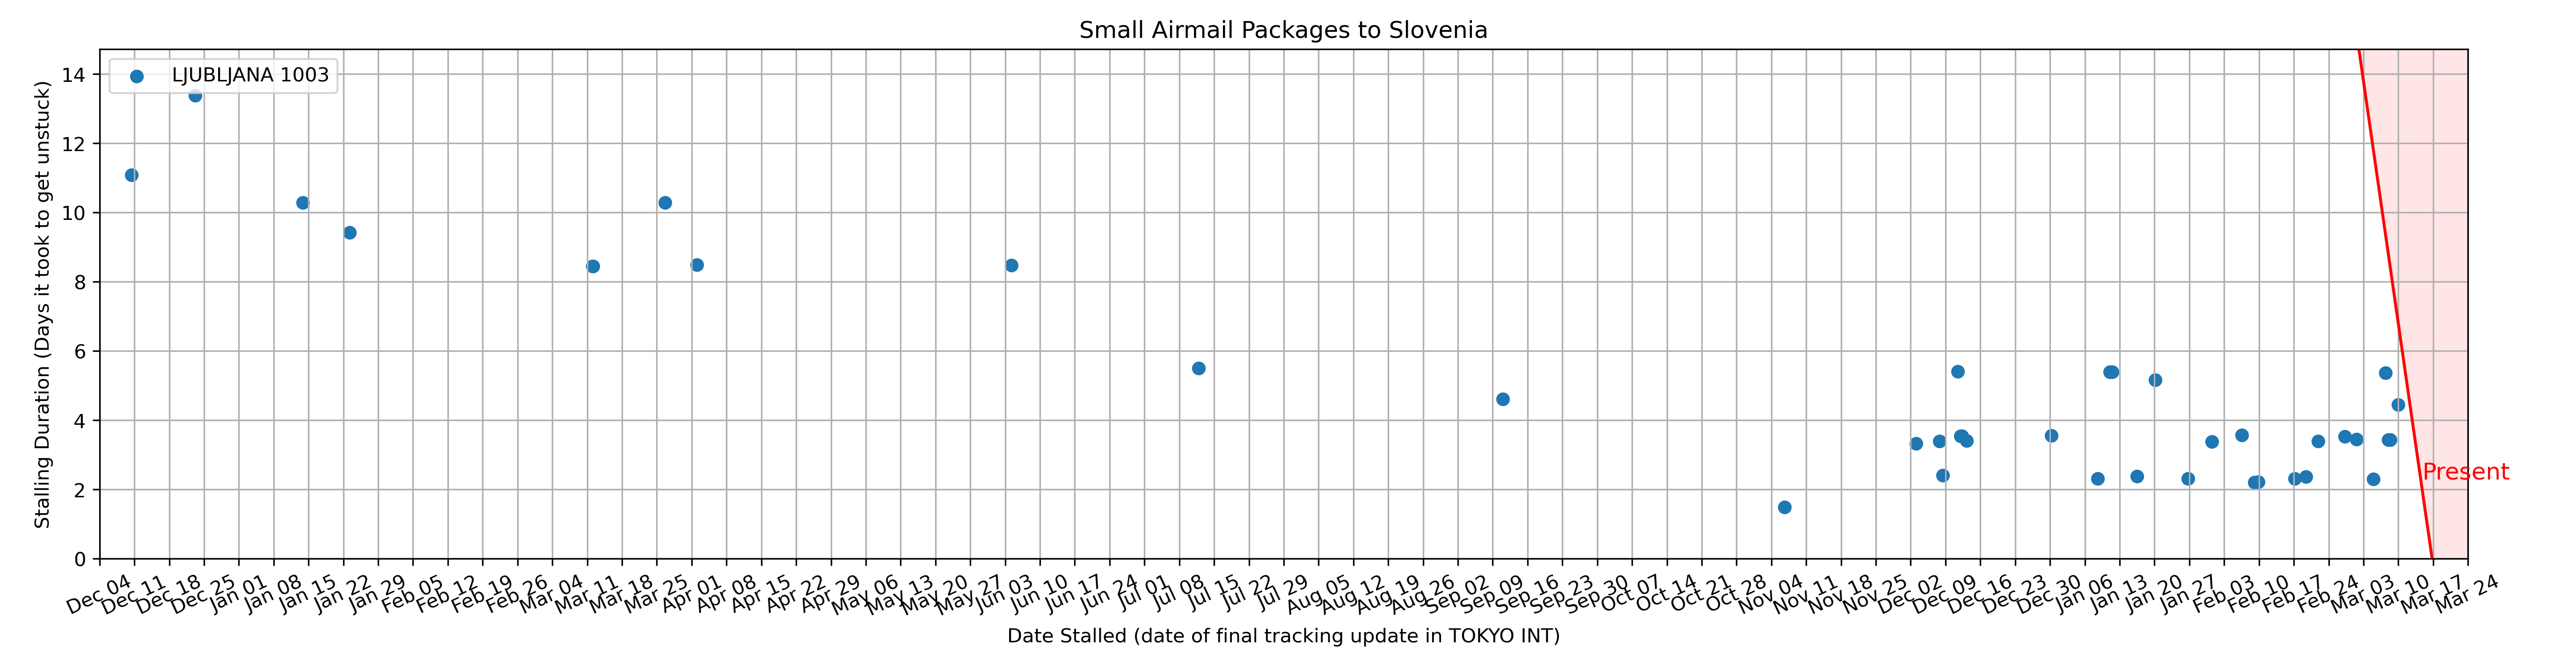 Small Airmail Packages to Slovenia
LJUBLJANA 1003
Stalling Duration (Days it took to get unstuck)
14
12
10
8
6
4
2
0
Present
Dec 04
Dec 11
Dec 18
Dec 25
Jan 01
Jan 08
Jan 15
Jan 22
Jan 29
Feb 05
Feb 12
Feb 19
Feb 26
Mar 04
Mar 11
Mar 18
Mar 25
Apr 01
Apr 08
Apr 15
Apr 22
Apr 29
May 06
May 13
May 20
May 27
Jun 03
Jun 10
Jun 17
Jun 24
Jul 01
Jul 08
Jul 15
Jul 22
Jul 29
Aug 05
Aug 12
Aug 19
Aug 26
Sep 02
Sep 09
Sep 16
Sep 23
Sep 30
Oct 07
Oct 14
Oct 21
Oct 28
Nov 04
Nov 11
Nov 18
Nov 25
Dec 02
Dec 09
Dec 16
Dec 23
Dec 30
Jan 06
Jan 13
Jan 20
Jan 27
Feb 03
Feb 10
Feb 17
Feb 24
Mar 03
Mar 10
Mar 17
Mar 24
Date Stalled (date of final tracking update in TOKYO INT)